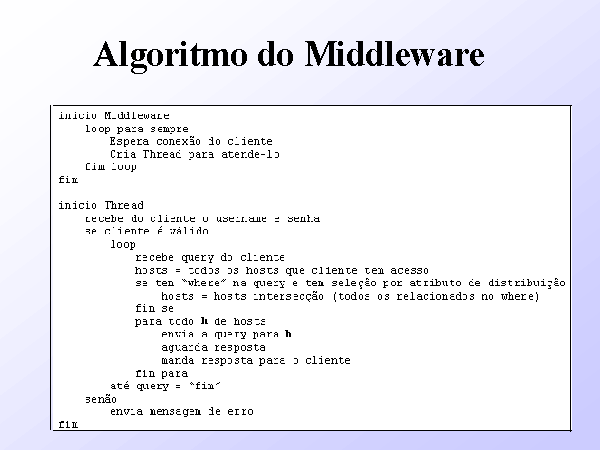 Algoritmo do Middleware
inicio Middleware
loop para sempre
Espera conexão do cliente
Cria Thread para atende-lo
fim loop
fim
inicio Thread
recebe do cliente o username e senha
se cliente é válido
loop
recebe query do cliente
hosts = todos os hosts que cliente tem acesso
se tem "where" na query e tem seleção por atributo de distribuição
hosts = hosts intersecção (todos os relacionados no where)
fim se
para todo h de hosts
envia a query para h
aguarda resposta
manda resposta para o cliente
fim para
até query = "fim"
senão
envia mensagem de erro
fim